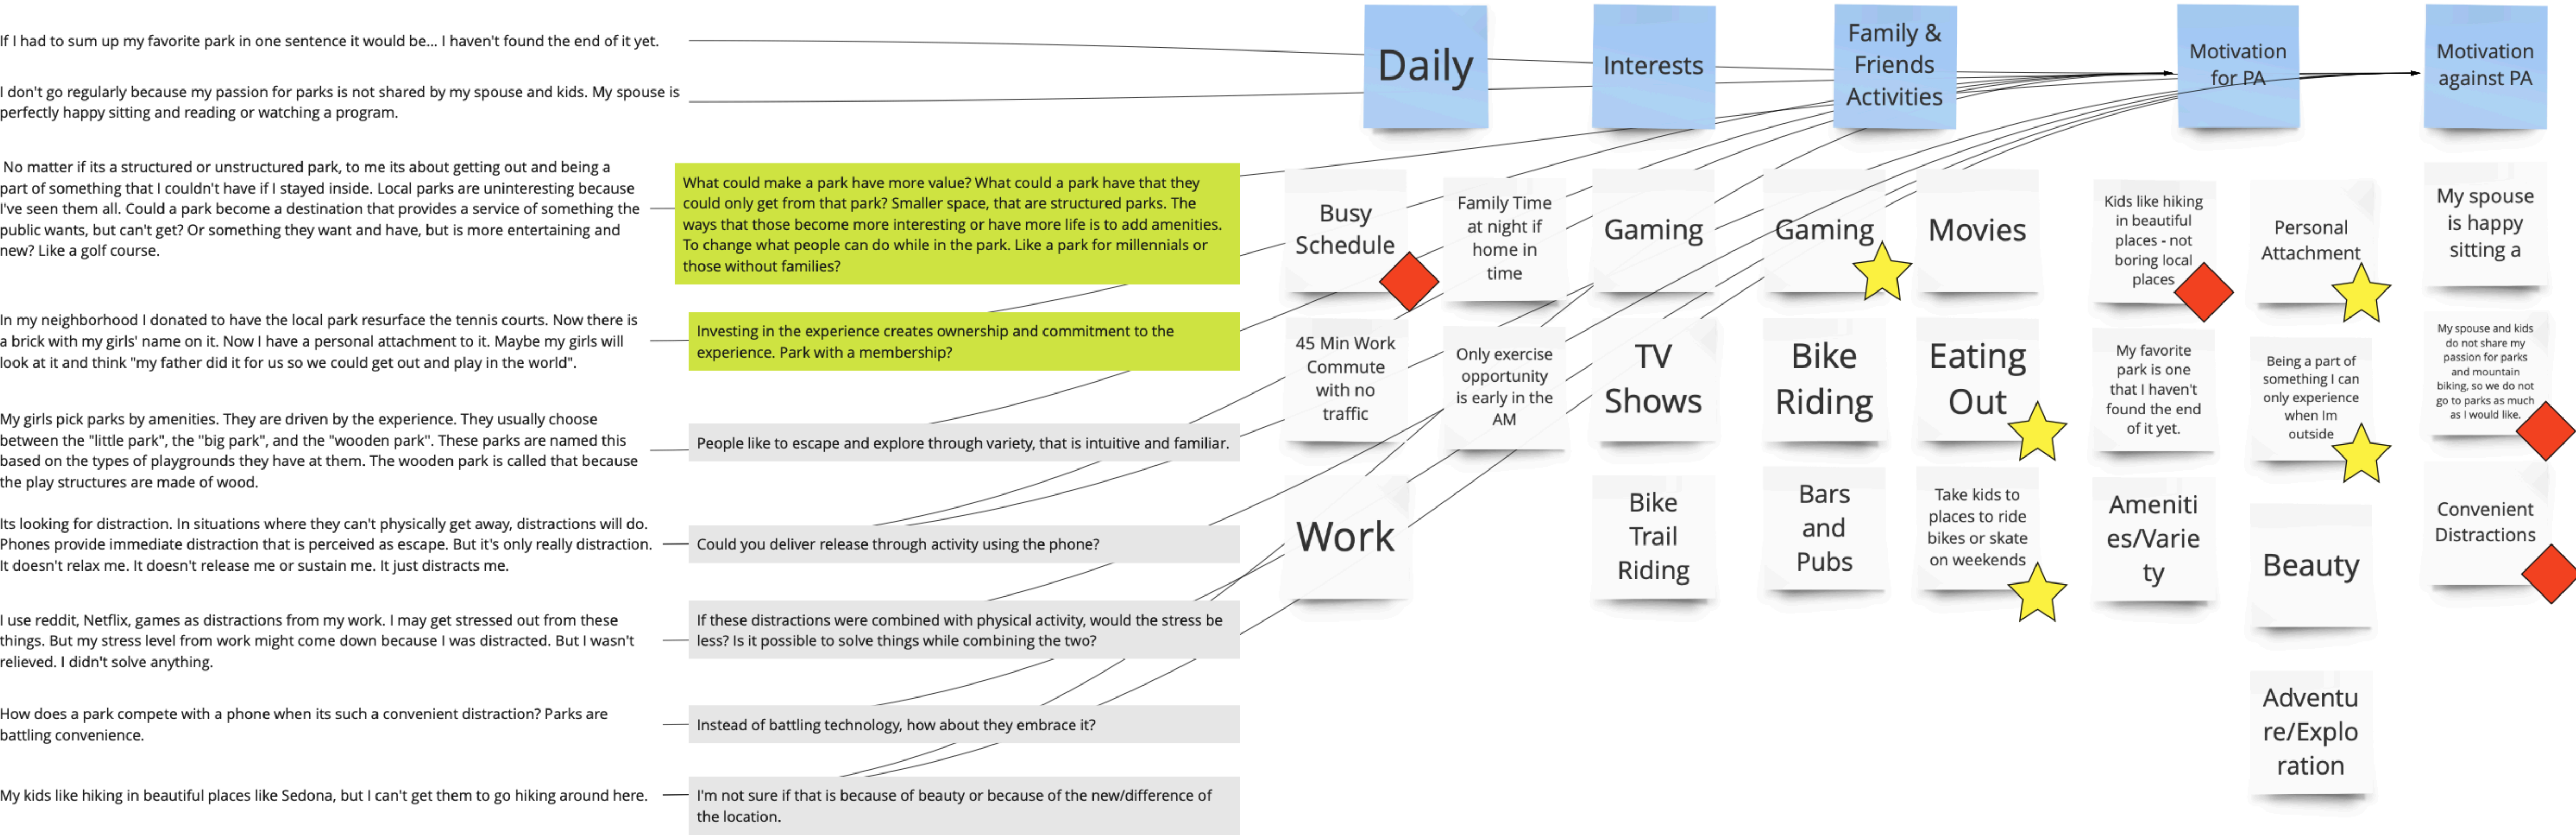 If I had to sum up my favorite park in one sentence it would be... I haven't found the end of it yet.
I don't go regularly because my passion for parks is not shared by my spouse and kids. My spouse is
perfectly happy sitting and reading or watching a program.
No matter if its a structured or unstructured park, to me its about getting out and being a
part of something that I couldn't have if I stayed inside. Local parks are uninteresting because
I've seen them all. Could a park become a destination that provides a service of something the
public wants, but can't get? Or something they want and have, but is more entertaining and
new? Like a golf course.
In my neighborhood I donated to have the local park resurface the tennis courts. Now there is
a brick with my girls' name on it. Now I have a personal attachment to it. Maybe my girls will
look at it and think "my father did it for us so we could get out and play in the world".
My girls pick parks by amenities. They are driven by the experience. They usually choose
between the "little park", the "big park", and the "wooden park". These parks are named this
based on the types of playgrounds they have at them. The wooden park is called that because
the play structures are made of wood.
Its looking for distraction. In situations where they can't physically get away, distractions will do.
Phones provide immediate distraction that is perceived as escape. But it's only really distraction.
It doesn't relax me. It doesn't release me or sustain me. It just distracts me.
I use reddit, Netflix, games as distractions from my work. I may get stressed out from these
things. But my stress level from work might come down because I was distracted. But I wasn't
relieved. I didn't solve anything.
How does a park compete with a phone when its such a convenient distraction? Parks are
battling convenience.
My kids like hiking in beautiful places like Sedona, but I can't get them to go hiking around here.
What could make a park have more value? What could a park have that they
could only get from that park? Smaller space, that are structured parks. The
ways that those become more interesting or have more life is to add amenities.
To change what people can do while in the park. Like a park for millennials or
those without families?
Investing in the experience creates ownership and commitment to the
experience. Park with a membership?
People like to escape and explore through variety, that is intuitive and familiar.
Could you deliver release through activity using the phone?
If these distractions were combined with physical activity, would the stress be
less? Is it possible to solve things while combining the two?
Instead of battling technology, how about they embrace it?
I'm not sure if that is because of beauty or because of the new/difference of
the location.
Daily
Busy
Schedule
45 Min Work
Commute
with no
traffic
Work
Family Time
at night if
home in
time
Only exercise
opportunity
is early in the
AM
Interests
Gaming
TV
Shows
Bike
Trail
Riding
Family &
Friends
Activities
Gaming
Bike
Riding
Bars
and
Pubs
Movies
Eating
Out
Take kids to
places to ride
bikes or skate
on weekends
Motivation
for PA
Kids like hiking
in beautiful
places - not
boring local
places
My favorite
park is one
that I haven't
found the end
of it yet.
Ameniti
es/Varie
ty
Personal
Attachment
Being a part of
something I can
only experience
when Im
outside
Beauty
Adventu
re/Explo
ration
Motivation
against PA
My spouse
is happy
sitting a
My spouse and kids
do not share my
passion for parks
and mountain
biking, so we do not
go to parks as much
as I would like.
Convenient
Distractions